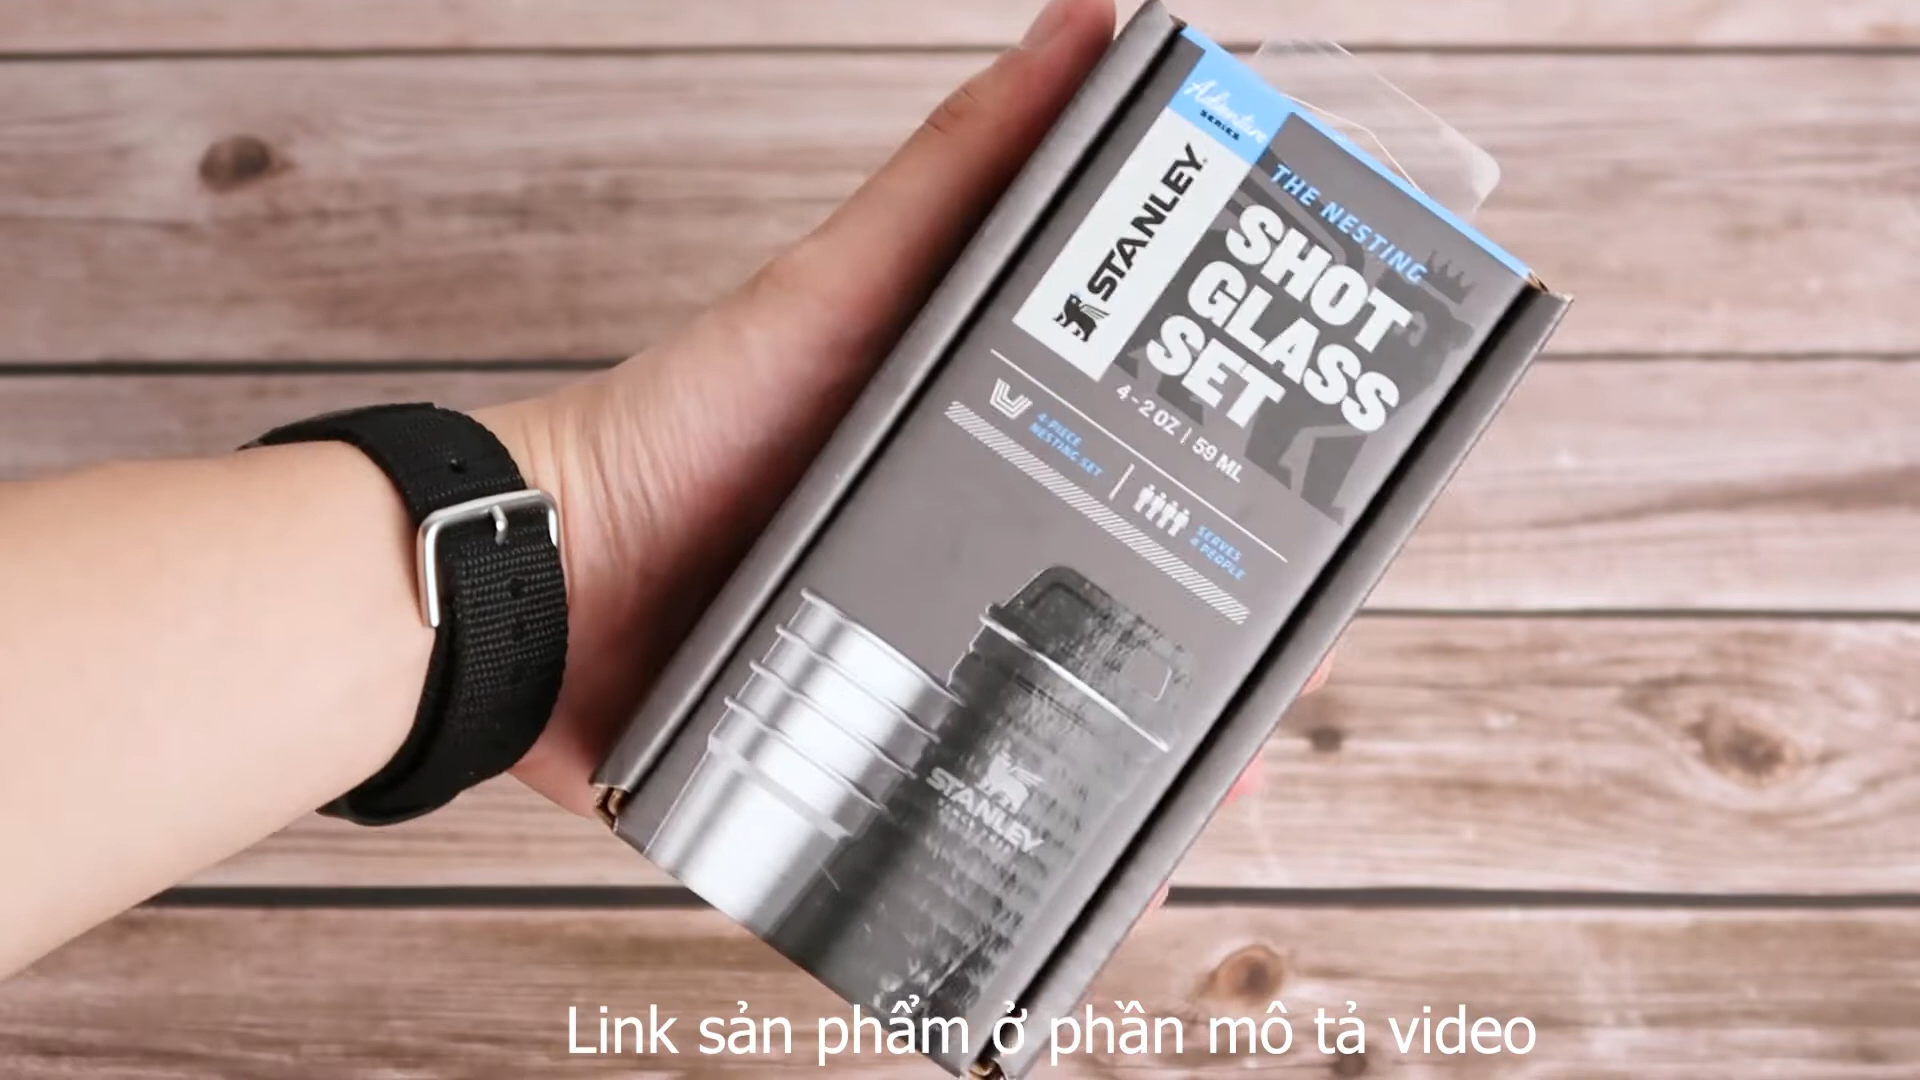 Adventure
SERIES
STANLEY
THE NESTING
SHOT
GLASS
SET
4-2 OZ | 59 ML
4-PIECE
NESTING SET
SERVES
4 PEOPLE
STANLEY
Link sản phẩm ở phần mô tả video